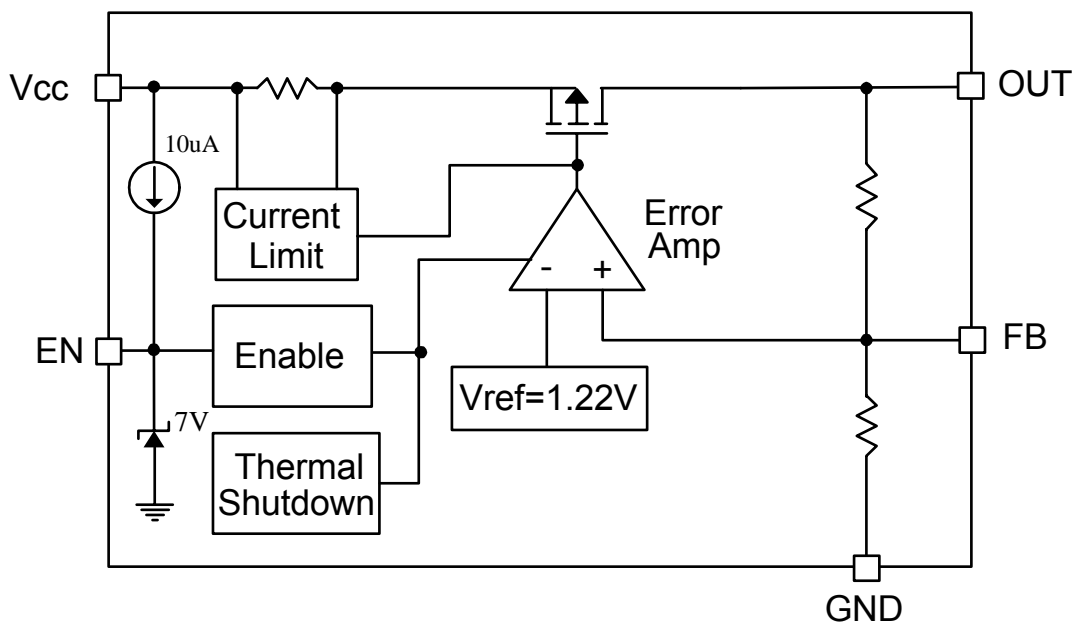 Vcc
OUT
10uA
Current
Limit
Error
Amp
-
+
EN
Enable
FB
Vref=1.22V
7V
Thermal
Shutdown
GND